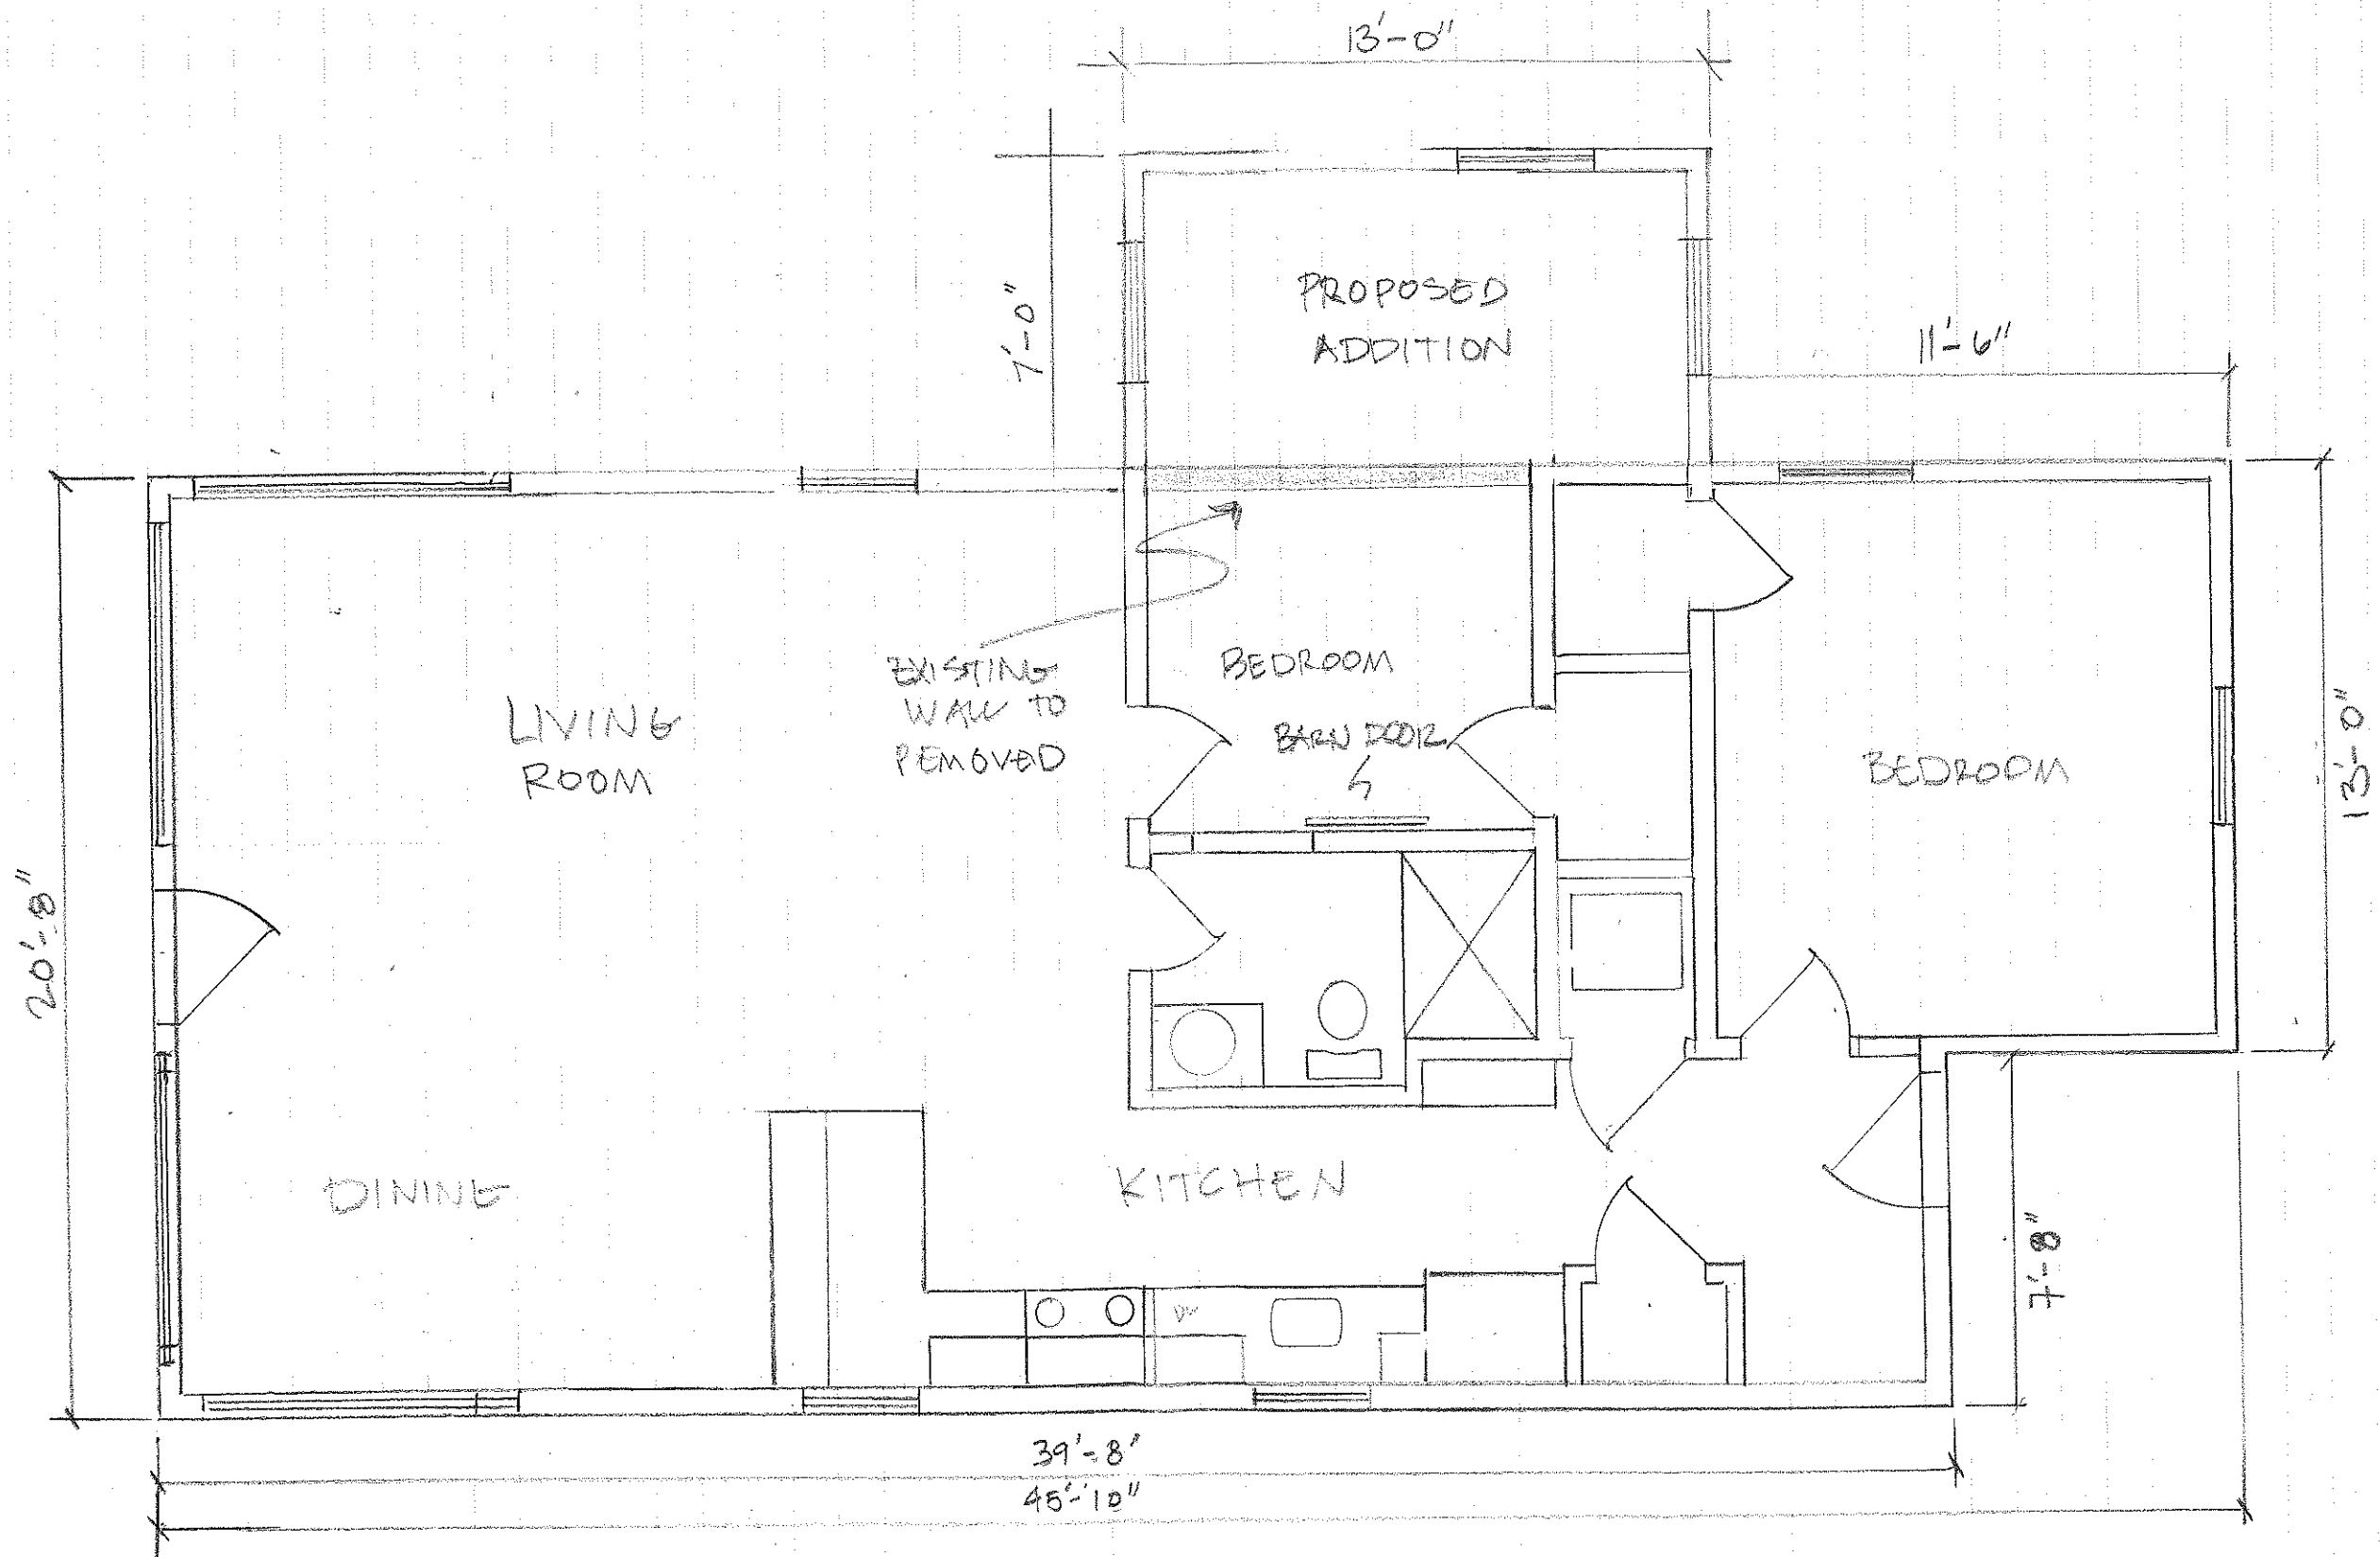 13'-0"
7'-0"
PROPOSED
ADDITION
11'-6"
EXISTING
WALL TO
REMOVED
BEDROOM
BARN DOOR
LIVING
ROOM
BEDROOM
13'-0"
20'-8"
DINING
KITCHEN
7'-8"
DW
39'-8"
45'-10"